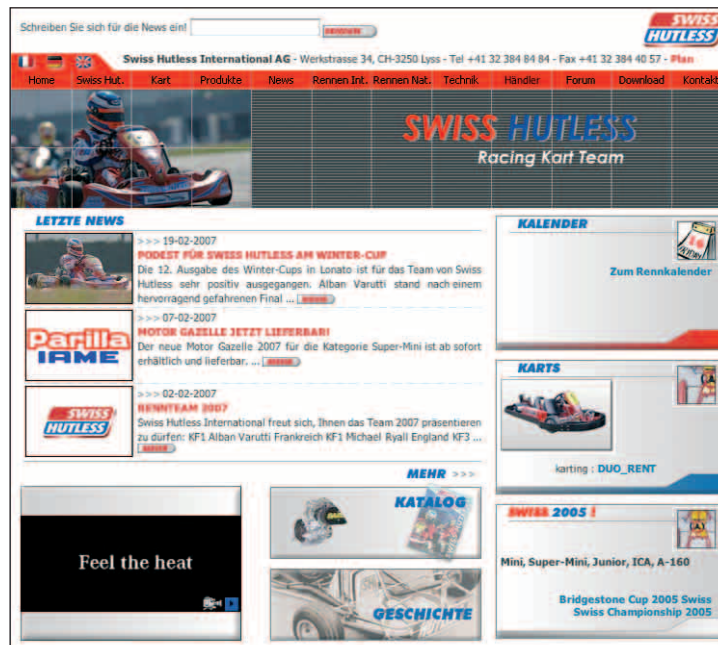 Schreiben Sie sich für die News ein!
SWISS
HUTLESS
Swiss Hutless International AG - Werkstrasse 34, CH-3250 Lyss - Tel +41 32 384 84 84 - Fax +41 32 384 40 57 - Plan
Home Swiss Hut. Kart Produkte News Rennen Int. Rennen Nat. Technik Händler Forum Download Kontakt
SWISS HUTLESS
Racing Kart Team
LETZTE NEWS
>>> 19-02-2007
PODEST FÜR SWISS HUTLESS AM WINTER-CUP
Die 12. Ausgabe des Winter-Cups in Lonato ist für das Team von Swiss
Hutless sehr positiv ausgegangen. Alban Varutti stand nach einem
hervorragend gefahrenen Final ...
Parilla
IAME
>>> 07-02-2007
MOTOR GAZELLE JETZT LIEFERBAR!
Der neue Motor Gazelle 2007 für die Kategorie Super-Mini ist ab sofort
erhältlich und lieferbar. ...
SWISS
HUTLESS
>>> 02-02-2007
RENNTEAM 2007
Swiss Hutless International freut sich, Ihnen das Team 2007 präsentieren
zu dürfen: KF1 Alban Varutti Frankreich KF1 Michael Ryall England KF3 ...
MEHR >>>
Feel the heat
KATALOG
GESCHICHTE
KALENDER
Zum Rennkalender
KARTS
karting : DUO_RENT
SWISS 2005 !
Mini, Super-Mini, Junior, ICA, A-160
Bridgestone Cup 2005 Swiss
Swiss Championship 2005